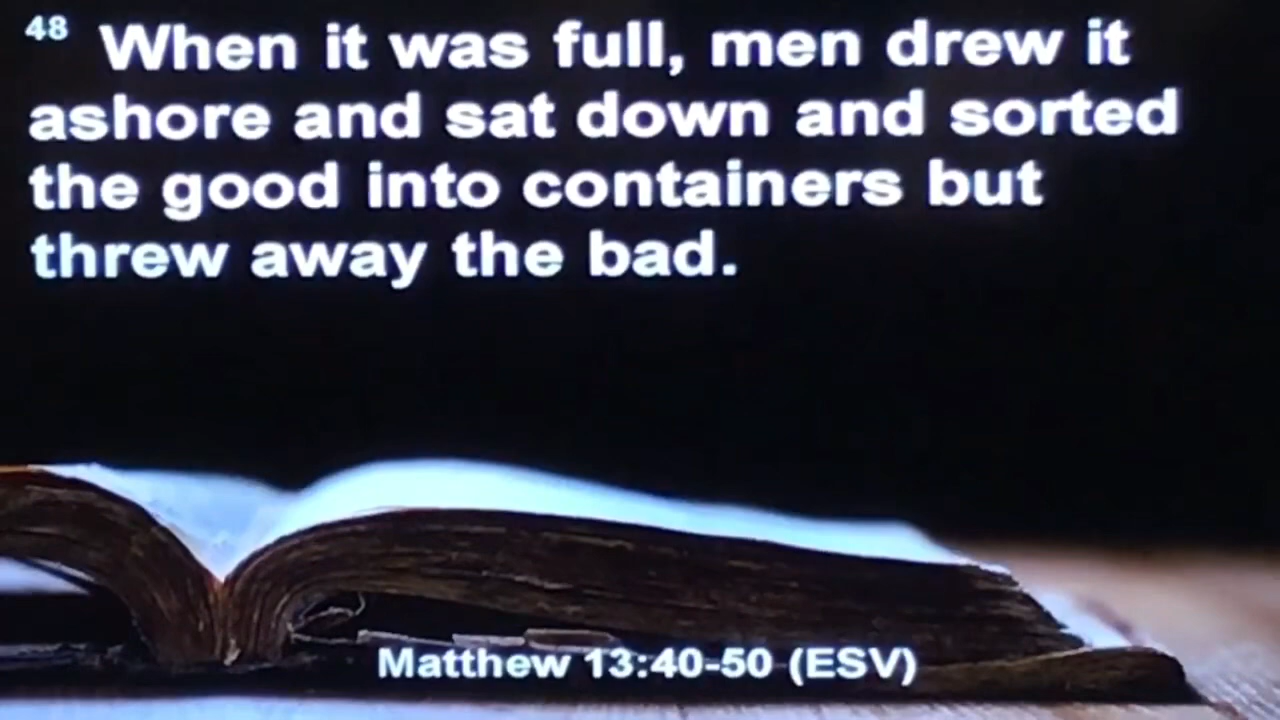 48 When it was full, men drew it
ashore and sat down and sorted
the good into containers but
threw away the bad.
Matthew 13:40-50 (ESV)